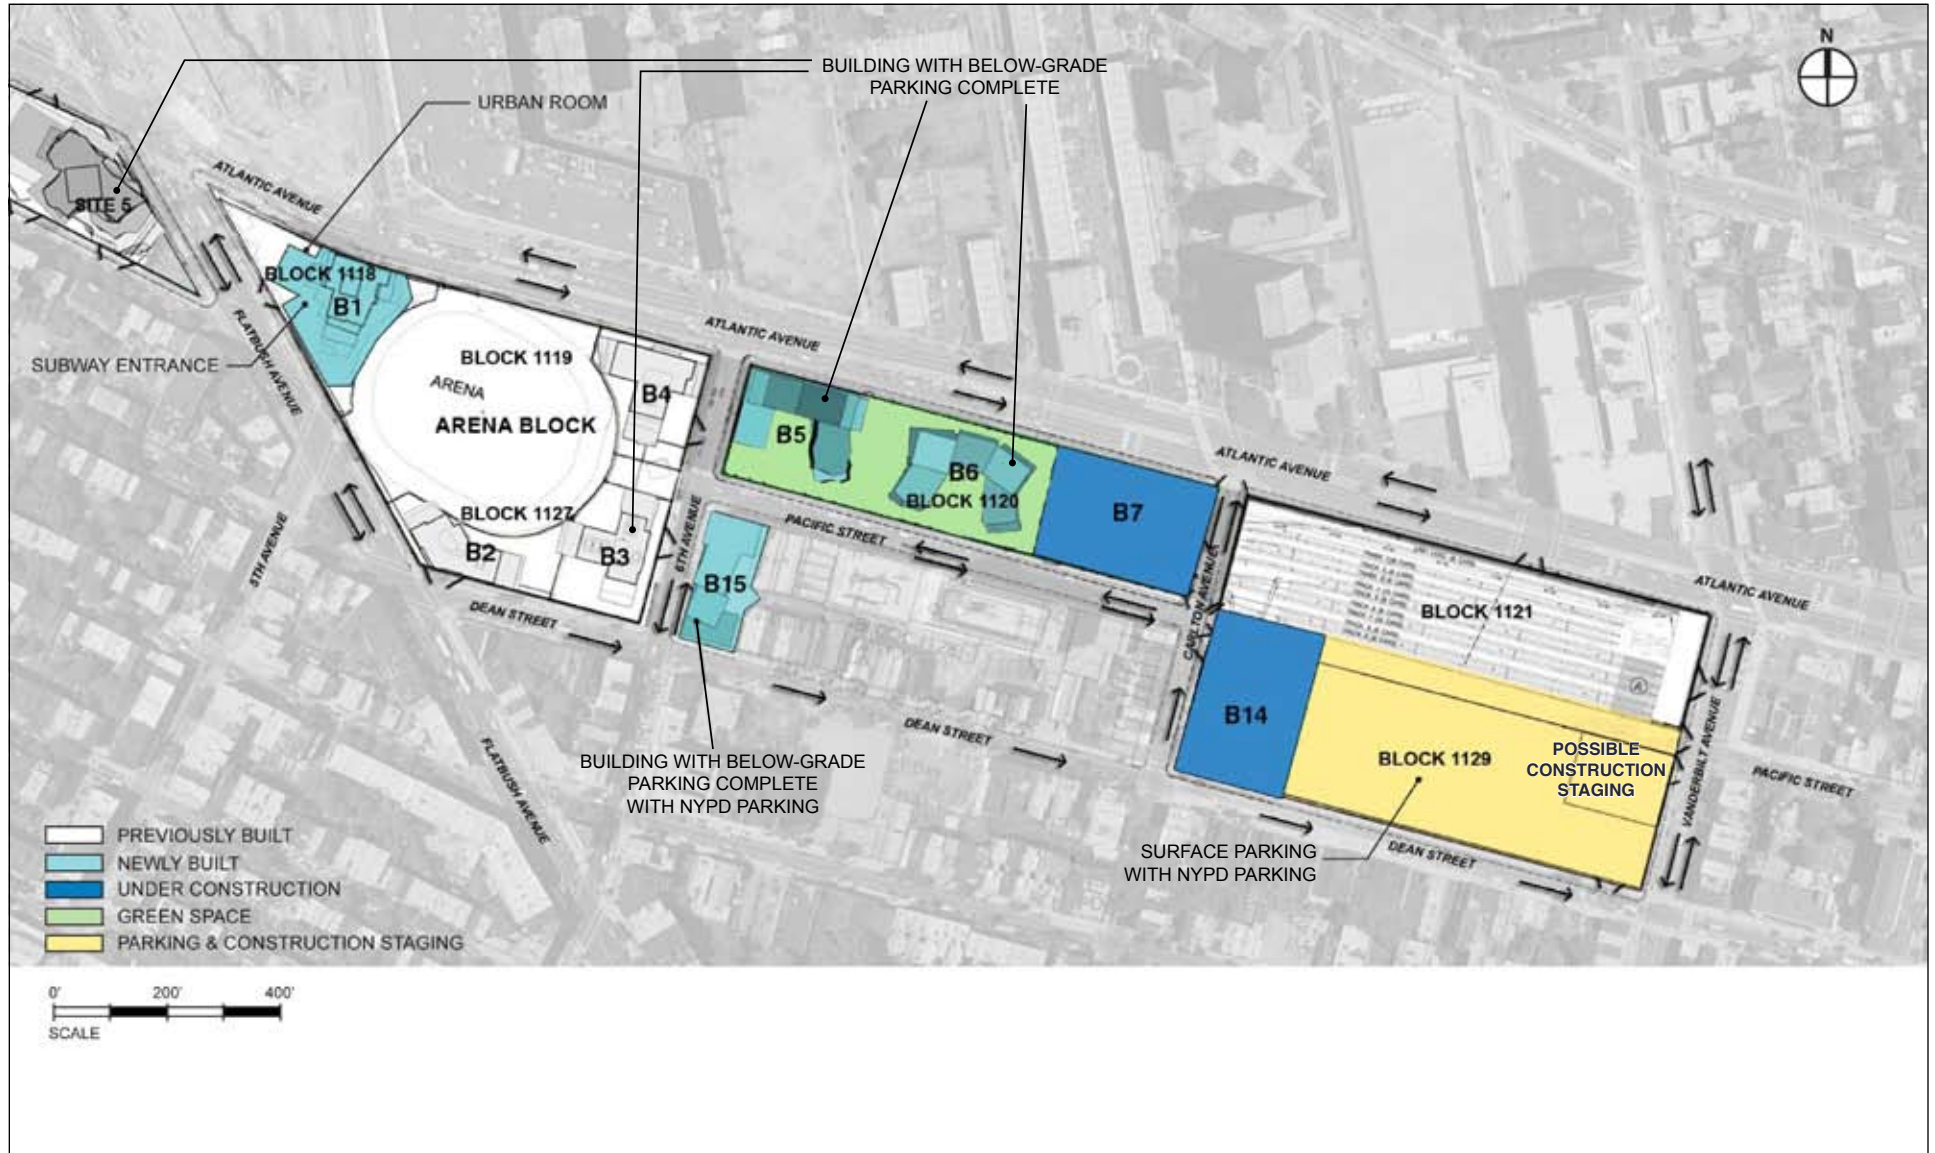 N
BUILDING WITH BELOW-GRADE
PARKING COMPLETE
URBAN ROOM
ATLANTIC AVENUE
SITE 5
BLOCK 1118
B1
SUBWAY ENTRANCE
FLATBUSH AVENUE
BLOCK 1119
ARENA
ARENA BLOCK
B4
ATLANTIC AVENUE
B5
B6
BLOCK 1120
B7
ATLANTIC AVENUE
BLOCK 1127
B2
B3
5TH AVENUE
6TH AVENUE
PACIFIC STREET
DEAN STREET
B15
CARLTON AVENUE
BLOCK 1121
A
ATLANTIC AVENUE
B14
BLOCK 1129
POSSIBLE
CONSTRUCTION
STAGING
VANDERBILT AVENUE
PACIFIC STREET
DEAN STREET
FLATBUSH AVENUE
BUILDING WITH BELOW-GRADE
PARKING COMPLETE
WITH NYPD PARKING
SURFACE PARKING
WITH NYPD PARKING
DEAN STREET
PREVIOUSLY BUILT
NEWLY BUILT
UNDER CONSTRUCTION
GREEN SPACE
PARKING & CONSTRUCTION STAGING
0' 200' 400'
SCALE